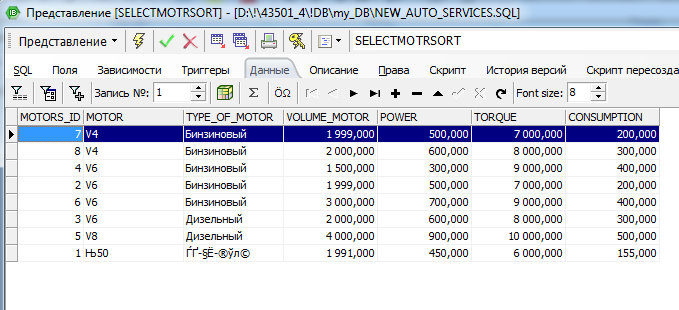 Представление [SELECTMOTRSORT] - [D:\!\43501_4\!DB\my_DB\NEW_AUTO_SERVICES.SQL]
Представление SELECTMOTRSORT
SQL Поля Зависимости Триггеры Данные Описание Права Скрипт История версий Скрипт пересозда
Запись №: 1 Σ ÖΩ Font size: 8
MOTORS_ID MOTOR TYPE_OF_MOTOR VOLUME_MOTOR POWER TORQUE CONSUMPTION
7 V4 Бинзиновый 1 999,000 500,000 7 000,000 200,000
8 V4 Бинзиновый 2 000,000 600,000 8 000,000 300,000
4 V6 Бинзиновый 1 500,000 300,000 9 000,000 400,000
2 V6 Бинзиновый 1 999,000 500,000 7 000,000 200,000
6 V6 Бинзиновый 3 000,000 700,000 9 000,000 400,000
3 V6 Дизельный 2 000,000 600,000 8 000,000 300,000
5 V8 Дизельный 4 000,000 900,000 10 000,000 500,000
1 Њ50 1 991,000 450,000 6 000,000 155,000